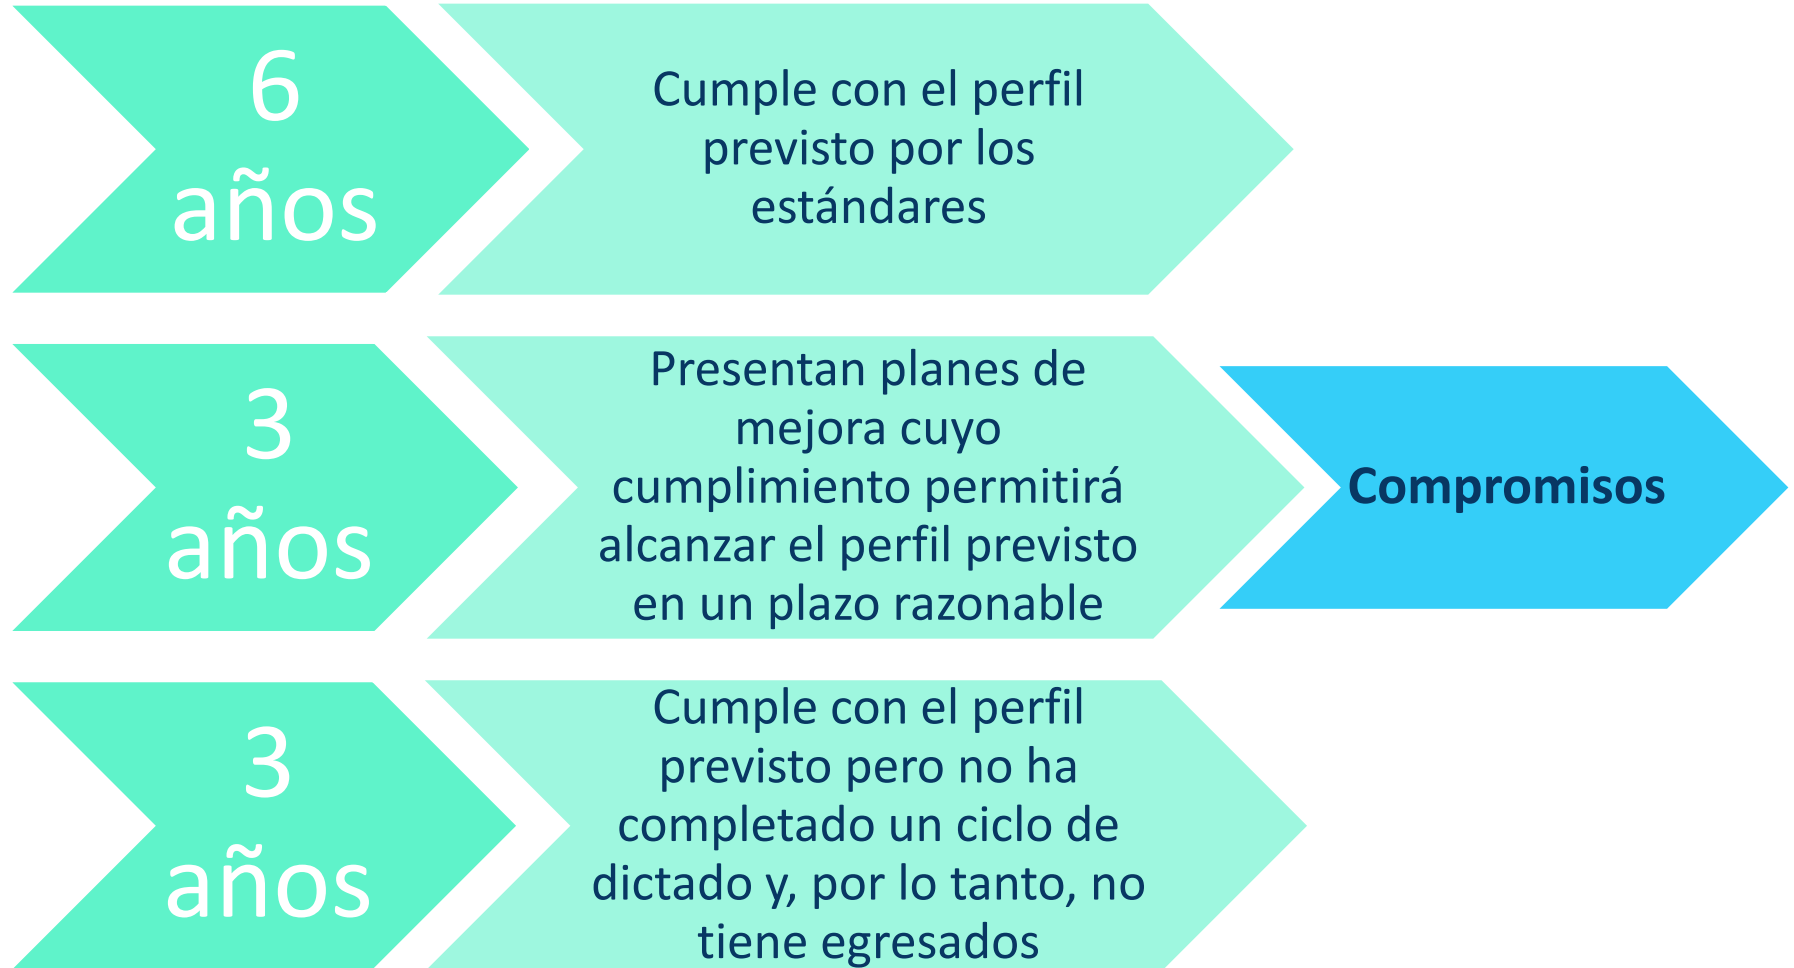 6
años
Cumple con el perfil
previsto por los
estándares
3
años
Presentan planes de
mejora cuyo
cumplimiento permitirá
alcanzar el perfil previsto
en un plazo razonable
Compromisos
3
años
Cumple con el perfil
previsto pero no ha
completado un ciclo de
dictado y, por lo tanto, no
tiene egresados